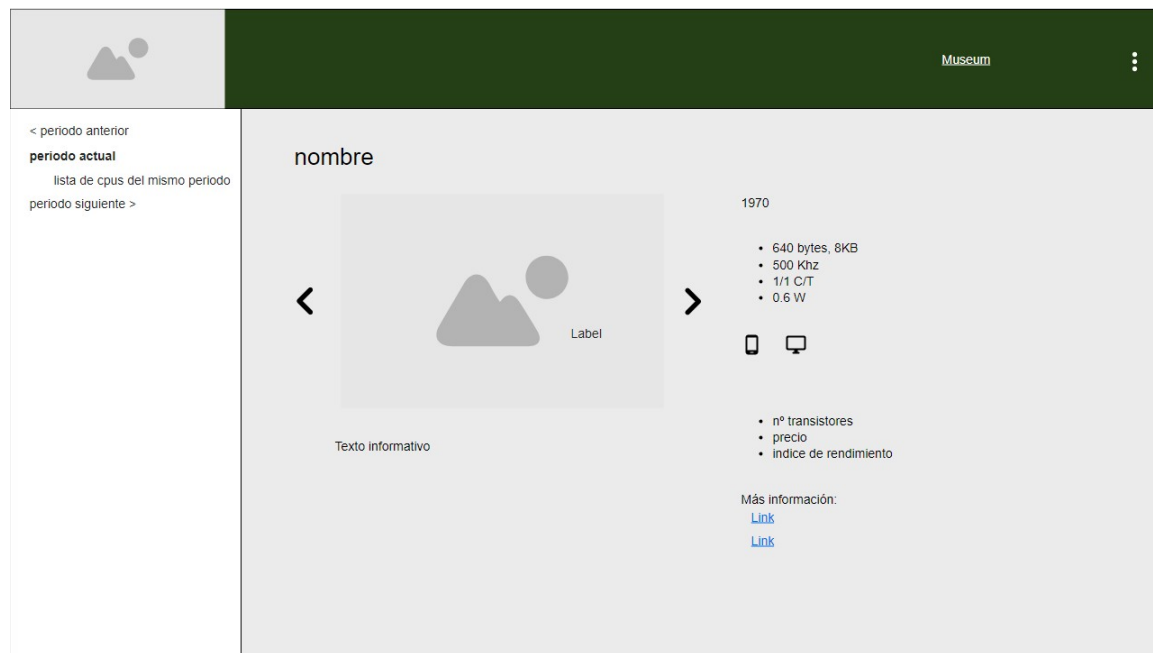 Museum
< periodo anterior
periodo actual
lista de cpus del mismo periodo
periodo siguiente >
nombre
Label
Texto informativo
1970
• 640 bytes, 8KB
• 500 Khz
• 1/1 C/T
• 0.6 W
• nº transistores
• precio
• indice de rendimiento
Más información:
Link
Link